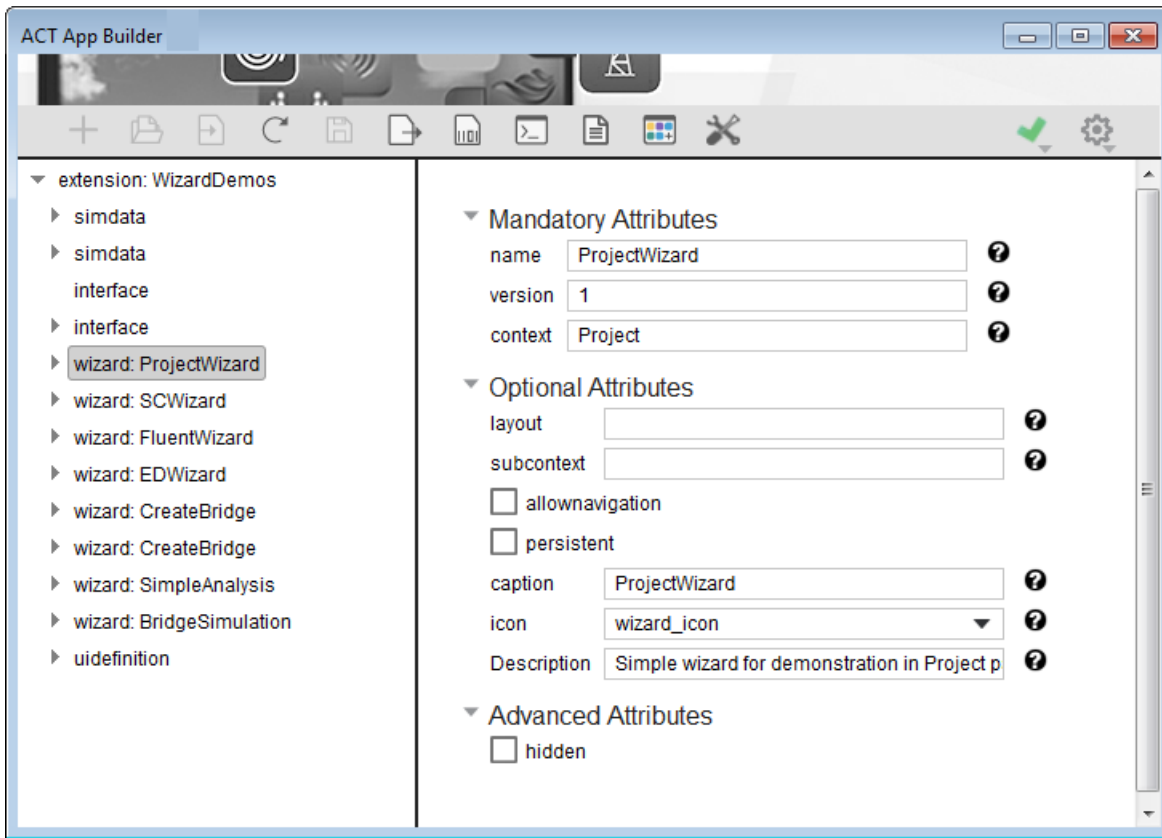 ACT App Builder
extension: WizardDemos
simdata
simdata
interface
interface
wizard: ProjectWizard
wizard: SCWizard
wizard: FluentWizard
wizard: EDWizard
wizard: CreateBridge
wizard: CreateBridge
wizard: SimpleAnalysis
wizard: BridgeSimulation
uidefinition
Mandatory Attributes
name ProjectWizard
version 1
context Project
Optional Attributes
layout
subcontext
allownavigation
persistent
caption ProjectWizard
icon wizard_icon
Description Simple wizard for demonstration in Project p
Advanced Attributes
hidden